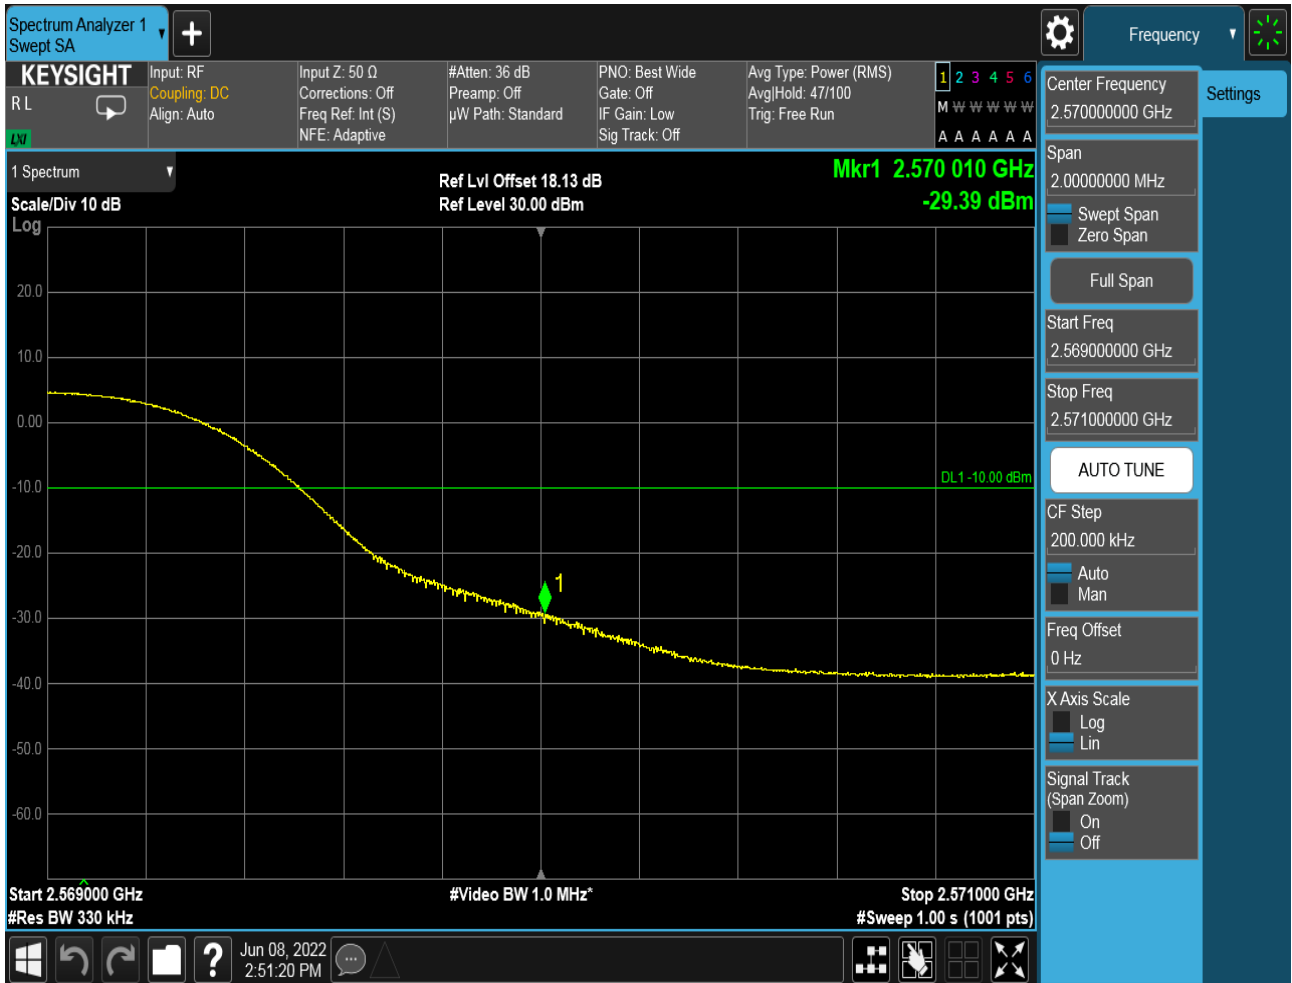 Spectrum Analyzer 1
Swept SA
Frequency
KEYSIGHT
R L
LXI
Input: RF
Coupling: DC
Align: Auto
Input Z: 50 Ω
Corrections: Off
Freq Ref: Int (S)
NFE: Adaptive
#Atten: 36 dB
Preamp: Off
µW Path: Standard
PNO: Best Wide
Gate: Off
IF Gain: Low
Sig Track: Off
Avg Type: Power (RMS)
Avg|Hold: 47/100
Trig: Free Run
1 2 3 4 5 6
M W W W W W
A A A A A A
1 Spectrum
Scale/Div 10 dB
Log
Ref Lvl Offset 18.13 dB
Ref Level 30.00 dBm
Mkr1 2.570 010 GHz
-29.39 dBm
20.0
10.0
0.00
-10.0
-20.0
-30.0
-40.0
-50.0
-60.0
DL1 -10.00 dBm
1
Start 2.569000 GHz
#Res BW 330 kHz
#Video BW 1.0 MHz*
Stop 2.571000 GHz
#Sweep 1.00 s (1001 pts)
Jun 08, 2022
2:51:20 PM
Center Frequency
2.570000000 GHz
Span
2.00000000 MHz
Swept Span
Zero Span
Full Span
Start Freq
2.569000000 GHz
Stop Freq
2.571000000 GHz
AUTO TUNE
CF Step
200.000 kHz
Auto
Man
Freq Offset
0 Hz
X Axis Scale
Log
Lin
Signal Track
(Span Zoom)
On
Off
Settings